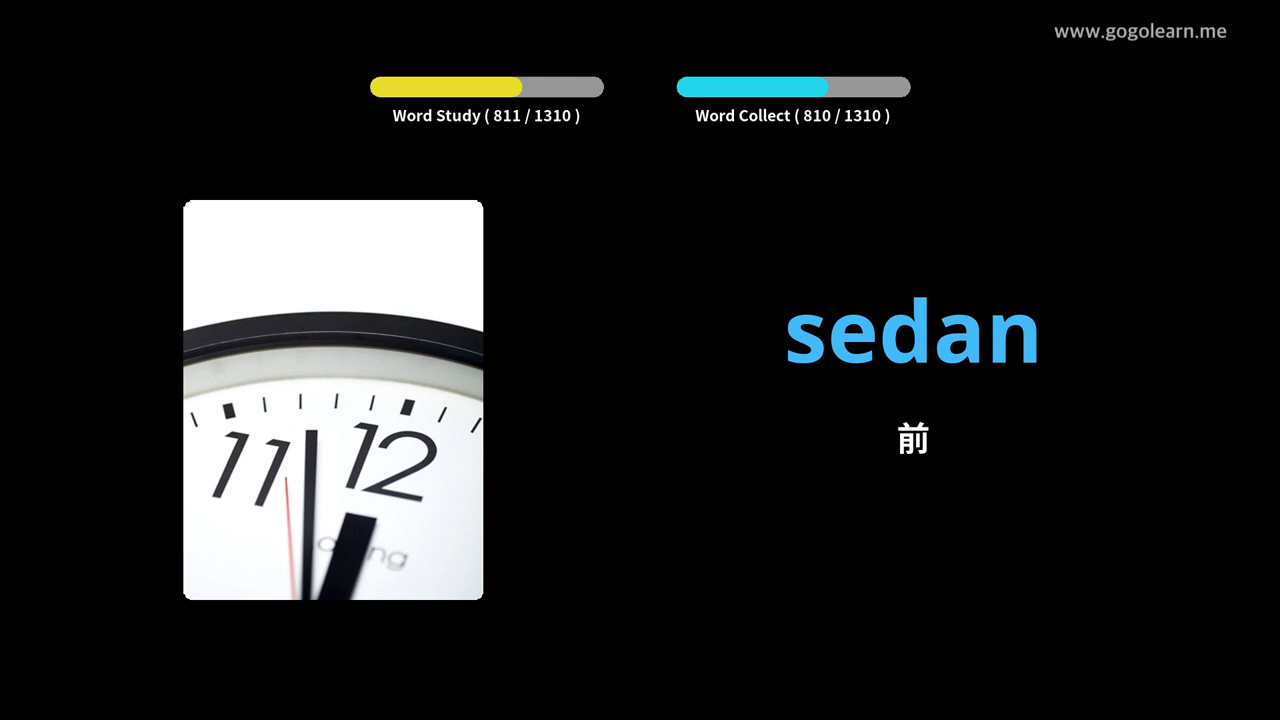 www.gogolearn.me
Word Study ( 811 / 1310 )
Word Collect ( 810 / 1310 )
11
12
sedan
前